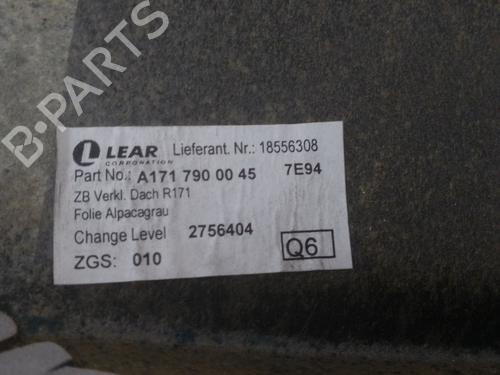 B-PARTS
LEAR Lieferant. Nr.: 18556308
CORPORATION
Part No.: A171 790 00 45 7E94
ZB Verkl. Dach R171
Folie Alpacagrau
Change Level 2756404
ZGS: 010 Q6